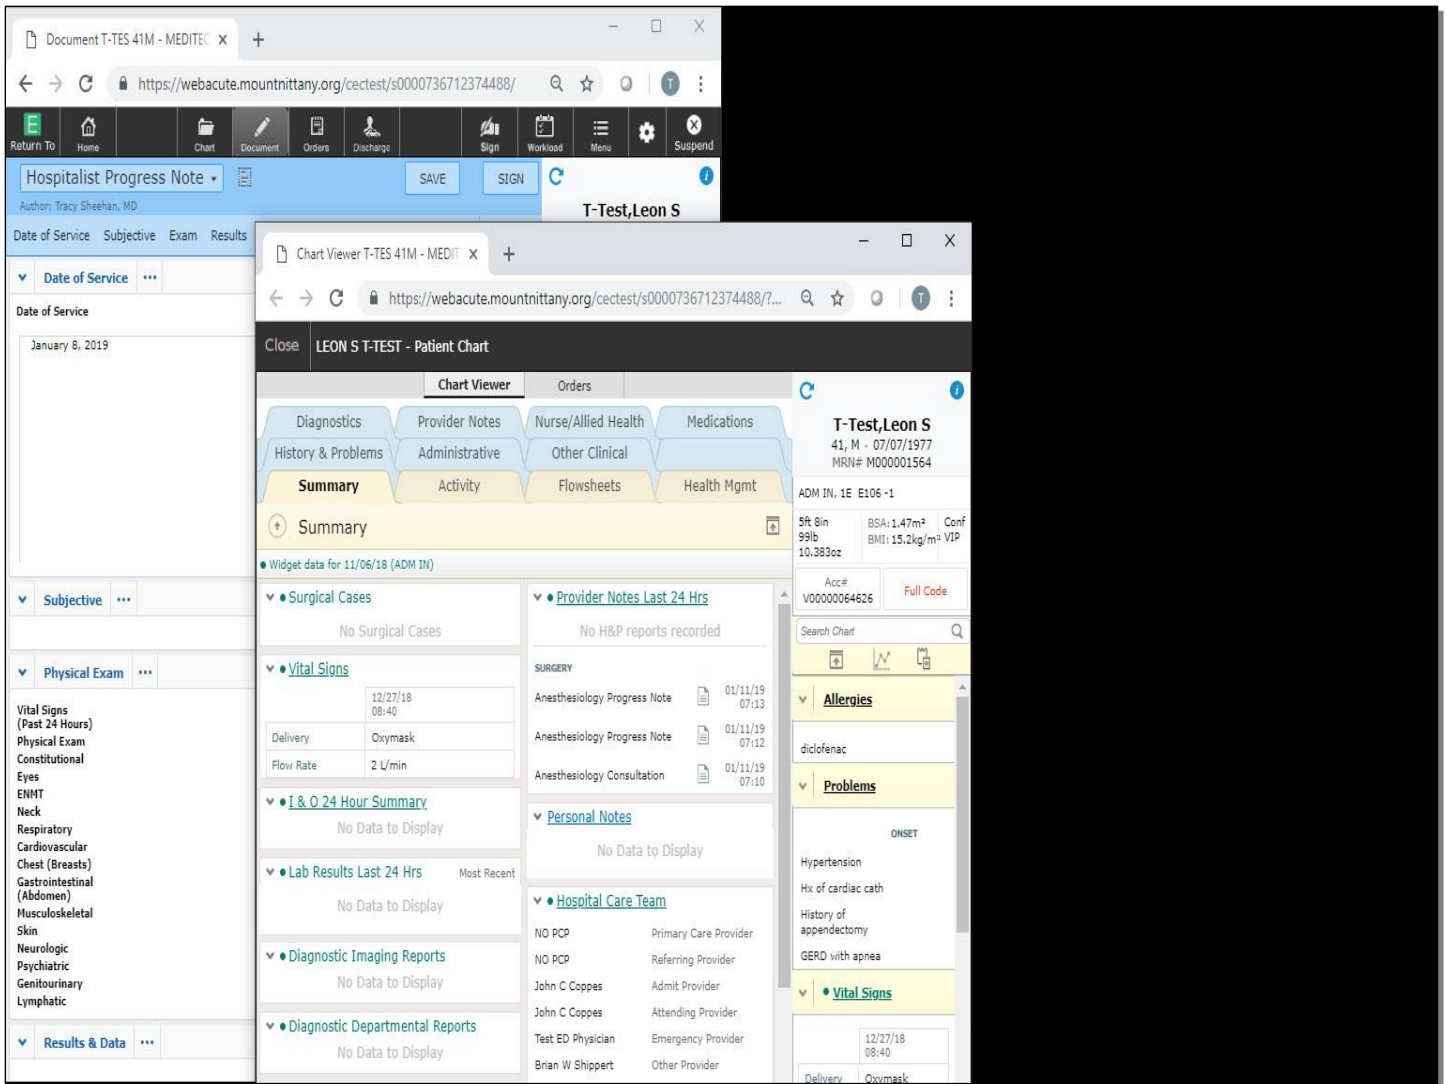 Document T-TES 41M - MEDITEC
https://webacute.mountnittany.org/cectest/s0000736712374488/
T
E
Return To
Home
Chart
Document
Orders
Discharge
Sign
Workload
Menu
Suspend
Hospitalist Progress Note
SAVE
SIGN
Author: Tracy Sheehan, MD
T-Test,Leon S
Date of Service Subjective Exam Results
Date of Service
Date of Service
January 8, 2019
Subjective
Physical Exam
Vital Signs
(Past 24 Hours)
Physical Exam
Constitutional
Eyes
ENMT
Neck
Respiratory
Cardiovascular
Chest (Breasts)
Gastrointestinal
(Abdomen)
Musculoskeletal
Skin
Neurologic
Psychiatric
Genitourinary
Lymphatic
Results & Data
Chart Viewer T-TES 41M - MEDIT
https://webacute.mountnittany.org/cectest/s0000736712374488/?...
T
Close LEON S T-TEST - Patient Chart
Chart Viewer Orders
Diagnostics Provider Notes Nurse/Allied Health Medications
History & Problems Administrative Other Clinical
Summary Activity Flowsheets Health Mgmt
Summary
Widget data for 11/06/18 (ADM IN)
Surgical Cases
No Surgical Cases
Vital Signs
12/27/18
08:40
Delivery Oxymask
Flow Rate 2 L/min
I & O 24 Hour Summary
No Data to Display
Lab Results Last 24 Hrs Most Recent
No Data to Display
Diagnostic Imaging Reports
No Data to Display
Diagnostic Departmental Reports
No Data to Display
Provider Notes Last 24 Hrs
No H&P reports recorded
SURGERY
Anesthesiology Progress Note 01/11/19
07:13
Anesthesiology Progress Note 01/11/19
07:12
Anesthesiology Consultation 01/11/19
07:10
Personal Notes
No Data to Display
Hospital Care Team
NO PCP Primary Care Provider
NO PCP Referring Provider
John C Coppes Admit Provider
John C Coppes Attending Provider
Test ED Physician Emergency Provider
Brian W Shippert Other Provider
T-Test,Leon S
41, M - 07/07/1977
MRN# M000001564
ADM IN, 1E E106 -1
5ft 8in BSA: 1.47m² Conf
99lb BMI: 15.2kg/m² VIP
10.383oz
Acc#
V00000064626
Full Code
Search Chart
Allergies
diclofenac
Problems
ONSET
Hypertension
Hx of cardiac cath
History of
appendectomy
GERD with apnea
Vital Signs
12/27/18
08:40
Delivery Oxymask